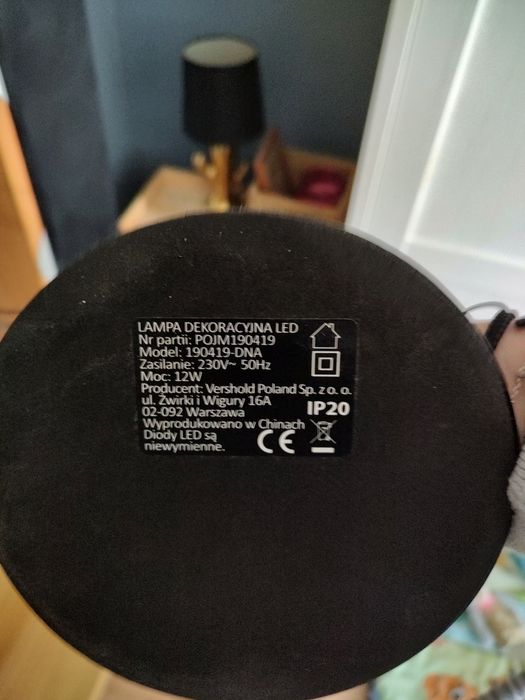 LAMPA DEKORACYJNA LED
Nr partii: POJM190419
Model: 190419-DNA
Zasilanie: 230V~ 50Hz
Moc: 12W
Producent: Vershold Poland Sp. z o. o.
ul. Żwirki i Wigury 16A
02-092 Warszawa
IP20
Wyprodukowano w Chinach
Diody LED są
niewymienne.
CE